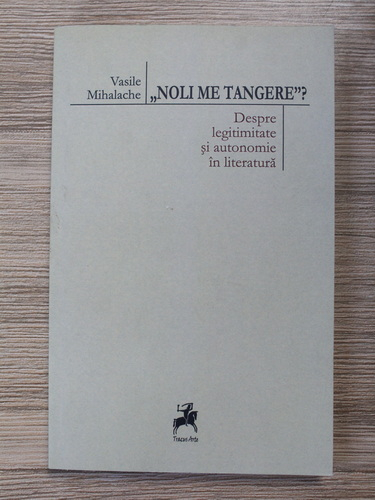 Vasile
Mihalache
„NOLI ME TANGERE”?
Despre
legitimitate
și autonomie
în literatură
Tracus Arte